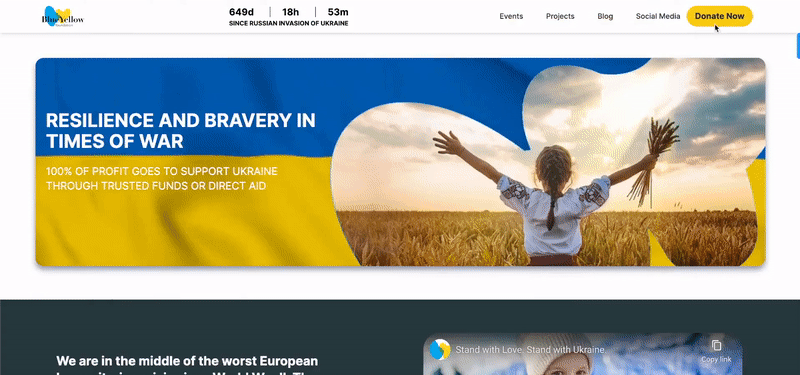 BlueYellow
649d | 18h | 53m
SINCE RUSSIAN INVASION OF UKRAINE
Events
Projects
Blog
Social Media
Donate Now
RESILIENCE AND BRAVERY IN
TIMES OF WAR
100% OF PROFIT GOES TO SUPPORT UKRAINE
THROUGH TRUSTED FUNDS OR DIRECT AID
We are in the middle of the worst European
Stand with Love. Stand with Ukraine.
Copy link